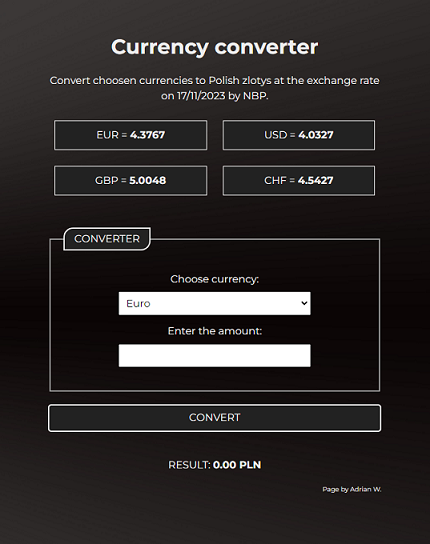 Currency converter
Convert choosen currencies to Polish zlotys at the exchange rate
on 17/11/2023 by NBP.
EUR = 4.3767
USD = 4.0327
GBP = 5.0048
CHF = 4.5427
CONVERTER
Choose currency:
Euro
Enter the amount:
CONVERT
RESULT: 0.00 PLN
Page by Adrian W.